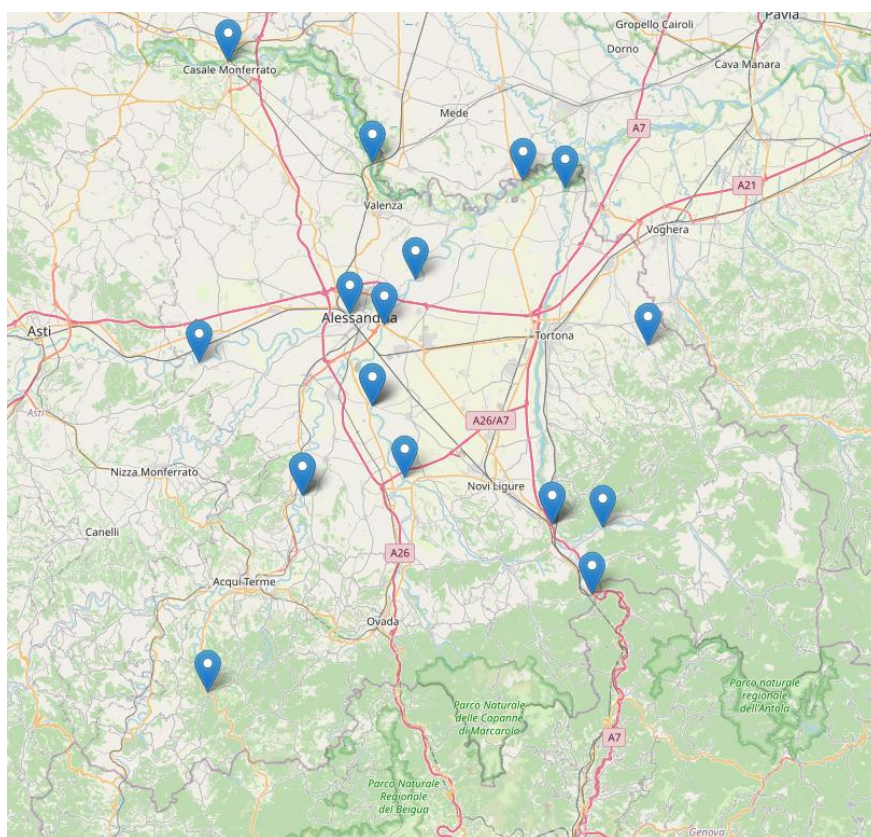 Gropello Cairoli
Pavia
Dorno
Cava Manara
Casale Monferrato
Mede
A7
A21
Valenza
Voghera
Alessandria
Asti
Tortona
Asti
A26/A7
Nizza Monferrato
Novi Ligure
Canelli
A26
Acqui Terme
Ovada
Parco naturale
regionale
dell'Antola
Parco Naturale
delle Capanne
di Marcarolo
A7
Parco Naturale
Regionale
del Beigua
Genova